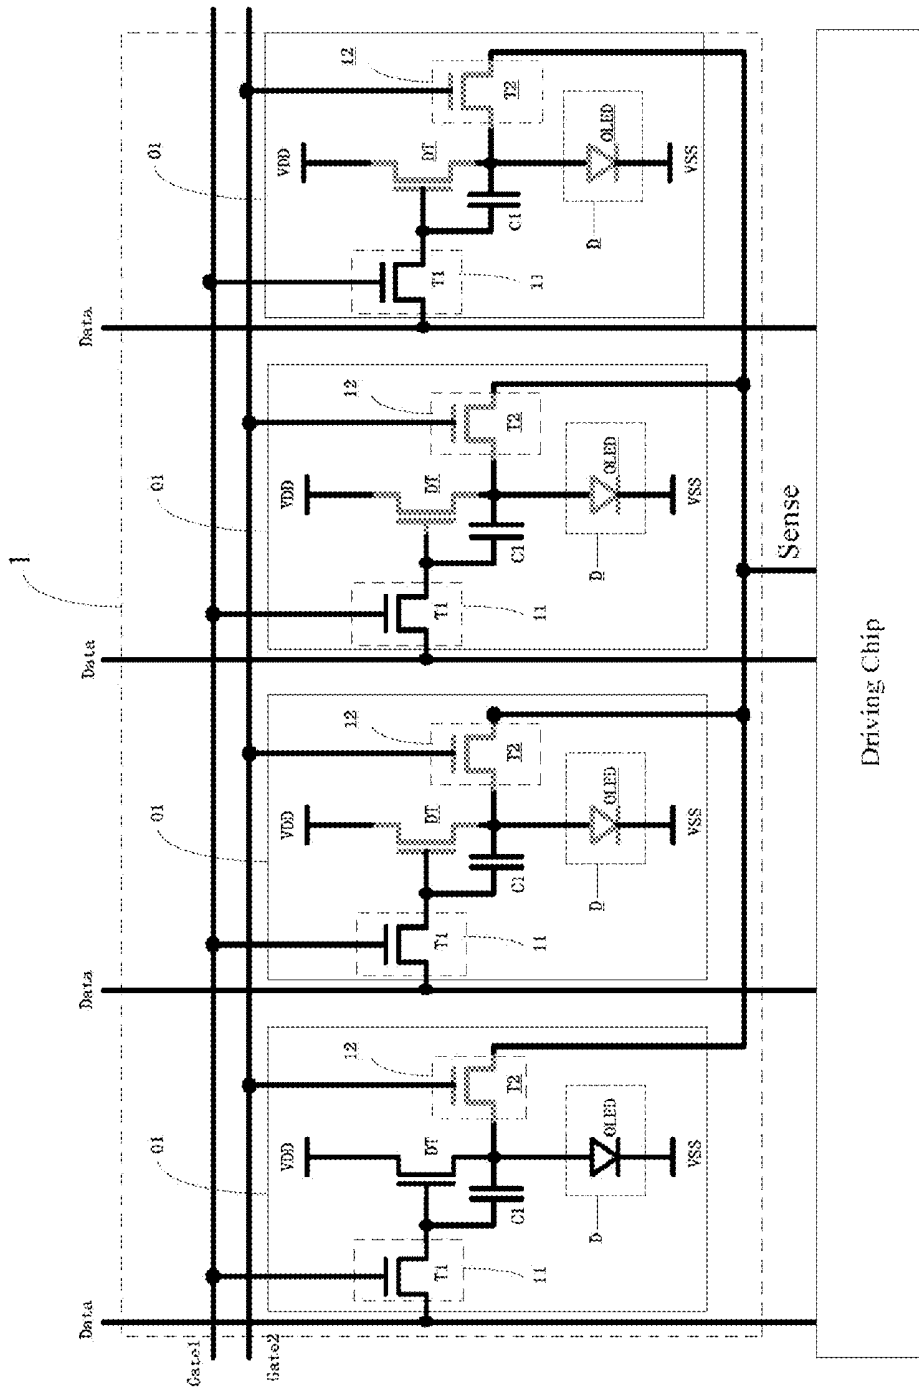 1
Data
Data
Data
Data
01
01
01
01
Gate1
Gate2
VDD
VDD
VDD
VDD
12
12
12
12
DT
DT
DT
DT
T1
T1
T1
T1
T2
T2
T2
T2
C1
C1
C1
C1
11
11
11
11
D
D
D
D
OLED
OLED
OLED
OLED
VSS
VSS
VSS
VSS
Sense
Driving Chip